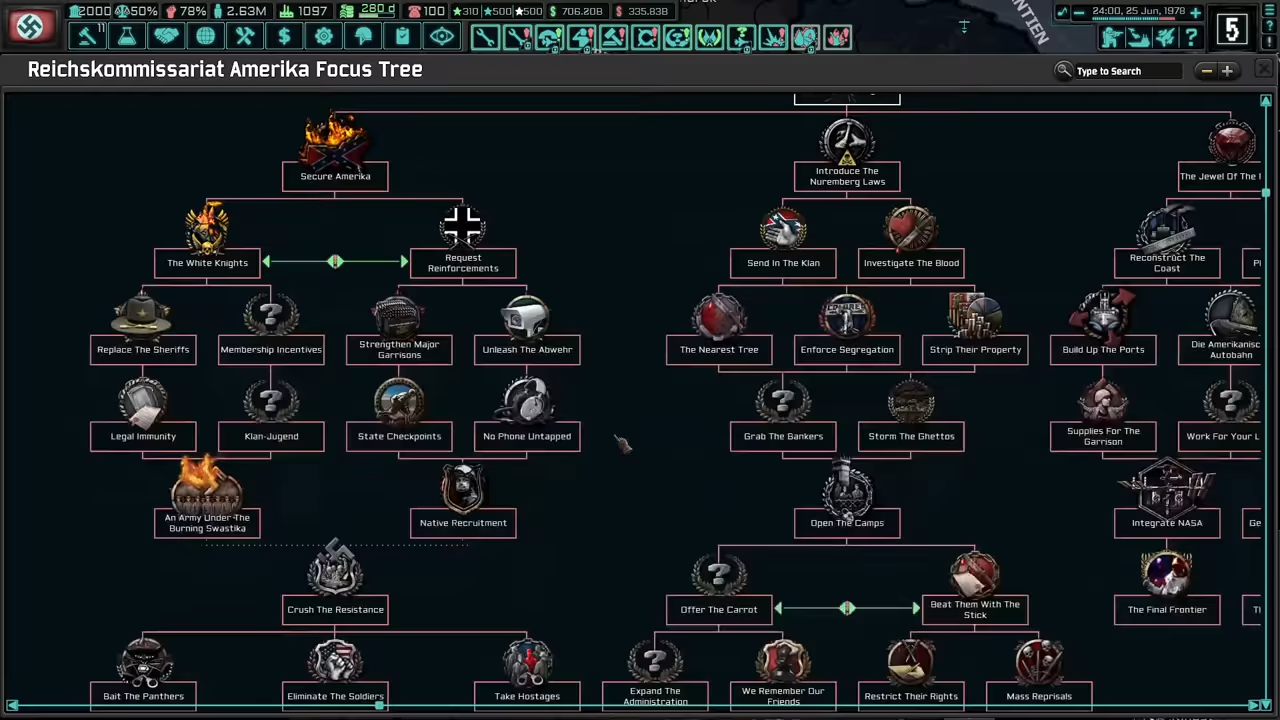 2000 50% 78% 2.63M 1097 280 d 100 310 500 500 $ 706.20B $ 335.83B
24:00, 25 Jun, 1978
5
11
Reichskommissariat Amerika Focus Tree
Type to Search
Secure Amerika
Introduce The
Nuremberg Laws
The Jewel Of The
The White Knights
Request
Reinforcements
Send In The Klan
Investigate The Blood
Reconstruct The
Coast
Replace The Sheriffs
Membership Incentives
Strengthen Major
Garrisons
Unleash The Abwehr
The Nearest Tree
Enforce Segregation
Strip Their Property
Build Up The Ports
Die Amerikanisc
Autobahn
Legal Immunity
Klan-Jugend
State Checkpoints
No Phone Untapped
Grab The Bankers
Storm The Ghettos
Supplies For The
Garrison
Work For Your L
An Army Under The
Burning Swastika
Native Recruitment
Open The Camps
Integrate NASA
Ge
Crush The Resistance
Offer The Carrot
Beat Them With The
Stick
The Final Frontier
Bait The Panthers
Eliminate The Soldiers
Take Hostages
Expand The
Administration
We Remember Our
Friends
Restrict Their Rights
Mass Reprisals